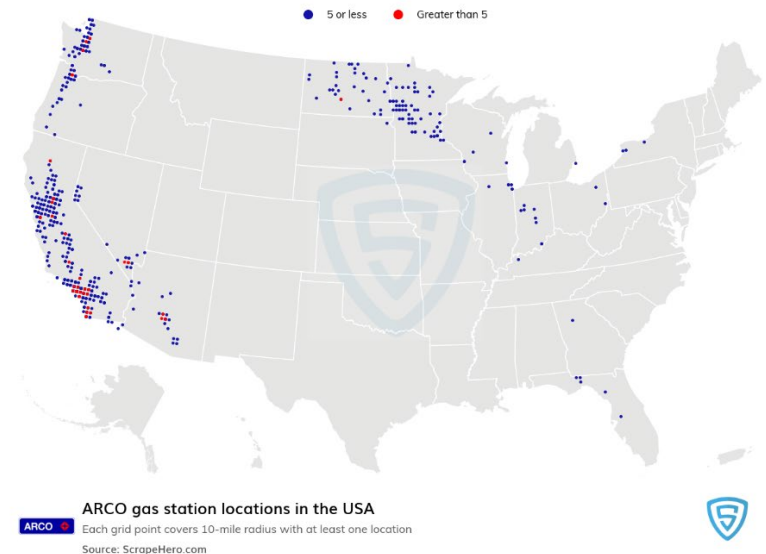 5 or less
Greater than 5
ARCO
ARCO gas station locations in the USA
Each grid point covers 10-mile radius with at least one location
Source: ScrapeHero.com